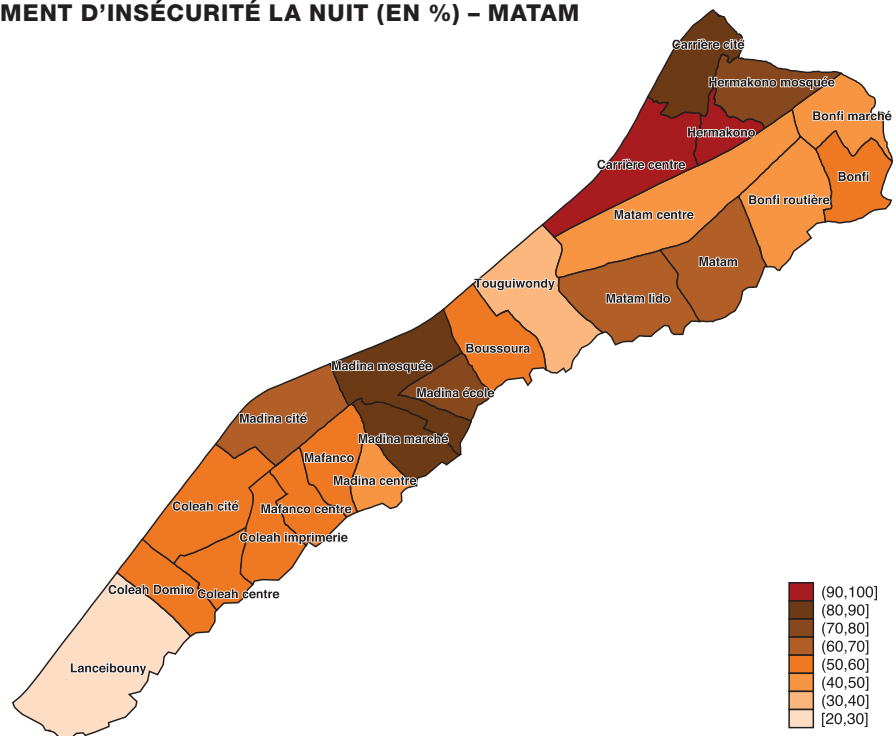 MENT D’INSÉCURITÉ LA NUIT (EN %) – MATAM
Carrière cité
Hermakono mosquée
Bonfi marché
Hermakono
Carrière centre
Bonfi
Bonfi routière
Matam centre
Matam
Touguiwondy
Matam lido
Boussoura
Madina mosquée
Madina école
Madina cité
Madina marché
Mafanco
Madina centre
Coleah cité
Mafanco centre
Coleah imprimerie
Coleah Domino
Coleah centre
Lanceibouny
(90,100]
(80,90]
(70,80]
(60,70]
(50,60]
(40,50]
(30,40]
[20,30]